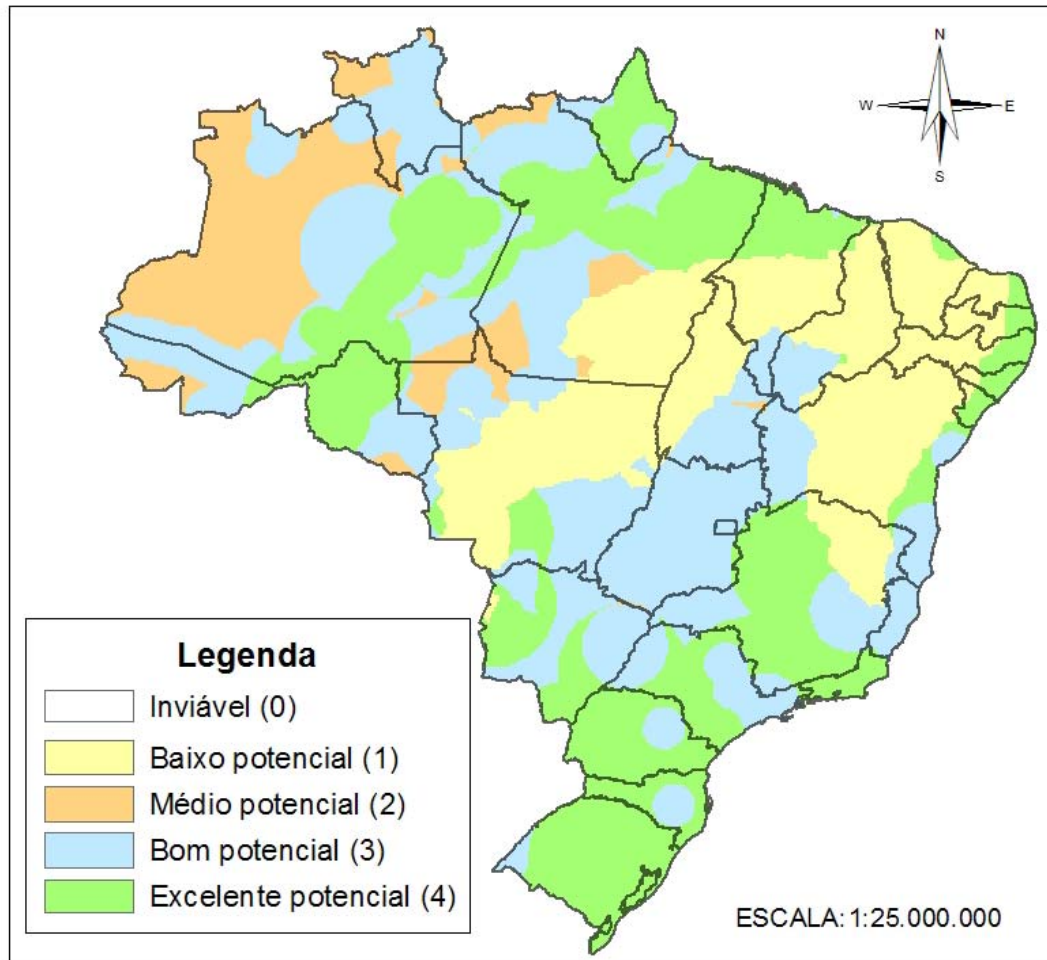 N
W E
S
Legenda
Inviável (0)
Baixo potencial (1)
Médio potencial (2)
Bom potencial (3)
Excelente potencial (4)
ESCALA: 1:25.000.000